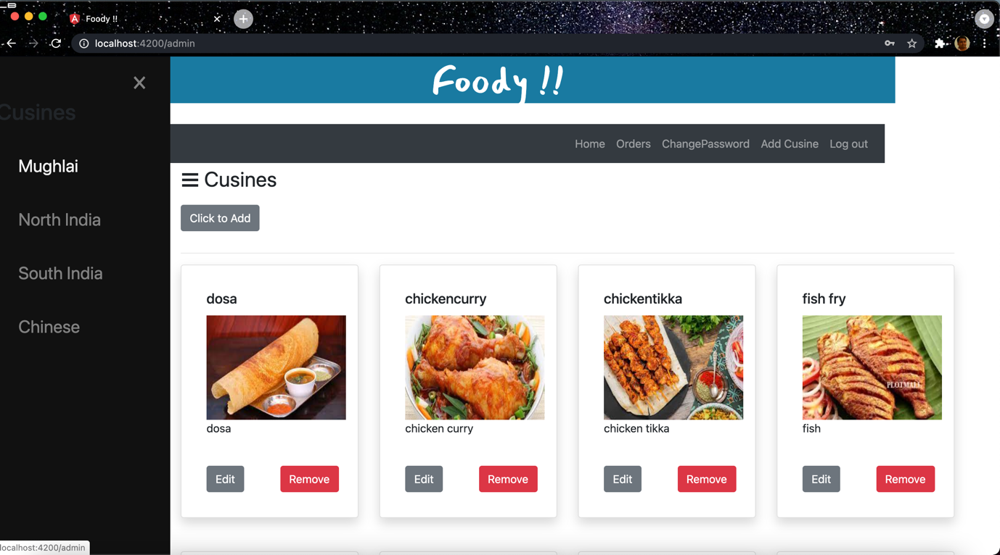 Foody !!
localhost:4200/admin
Foody !!
Cusines
Mughlai
North India
South India
Chinese
Home Orders ChangePassword Add Cusine Log out
Cusines
Click to Add
dosa chickencurry chickentikka fish fry
PLOTMALL
dosa chicken curry chicken tikka fish
Edit Remove Edit Remove Edit Remove Edit Remove
localhost:4200/admin